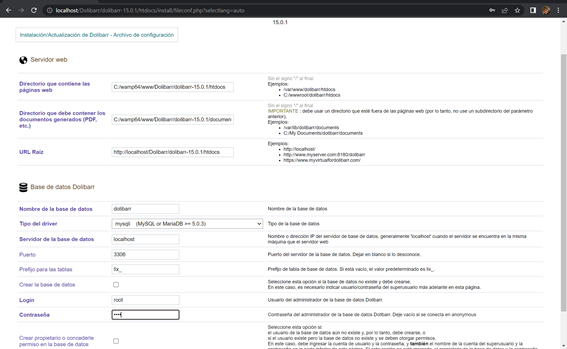 localhost/Dolibarr/dolibarr-15.0.1/htdocs/install/fileconf.php?selectlang=auto
15.0.1
Instalación/Actualización de Dolibarr - Archivo de configuración
Servidor web
Directorio que contiene las páginas web
C:/wamp64/www/Dolibarr/dolibarr-15.0.1/htdocs
Sin el signo "/" al final
Ejemplos:
• /var/www/dolibarr/htdocs
• C:/wwwroot/dolibarr/htdocs
Directorio que debe contener los documentos generados (PDF, etc.)
C:/wamp64/www/Dolibarr/dolibarr-15.0.1/documen
Sin el signo "/" al final
IMPORTANTE : debe usar un directorio que esté fuera de las páginas web (por lo tanto, no use un subdirectorio del parámetro anterior).
Ejemplos:
• /var/lib/dolibarr/documents
• C:/My Documents/dolibarr/documents
URL Raíz
http://localhost/Dolibarr/dolibarr-15.0.1/htdocs
Ejemplos:
• http://localhost/
• http://www.myserver.com:8180/dolibarr
• https://www.myvirtualfordolibarr.com/
Base de datos Dolibarr
Nombre de la base de datos
dolibarr
Nombre de la base de datos
Tipo del driver
mysqli (MySQL or MariaDB >= 5.0.3)
Tipo de la base de datos
Servidor de la base de datos
localhost
Nombre o dirección IP del servidor de base de datos, generalmente 'localhost' cuando el servidor se encuentra en la misma máquina que el servidor web
Puerto
3306
Puerto del servidor de la base de datos. Dejar en blanco si lo desconoce.
Prefijo para las tablas
llx_
Prefijo de tabla de base de datos. Si está vacío, el valor predeterminado es llx_.
Crear la base de datos
Seleccione esta opción si la base de datos no existe y debe crearse.
En este caso, es necesario indicar usuario/contraseña del superusuario más adelante en esta página.
Login
root
Usuario del administrador de la base de datos Dolibarr.
Contraseña
•••
Contraseña del administrador de la base de datos Dolibarr. Deje vacío si se conecta en anonymous
Crear propietario o concederle permiso en la base de datos
Seleccione esta opción si:
el usuario de la base de datos aún no existe y, por lo tanto, debe crearse, o
si el usuario existe pero la base de datos no existe y se deben otorgar permisos.
En este caso, debe ingresar la cuenta de usuario y la contraseña, y también el nombre de la cuenta del superusuario y la